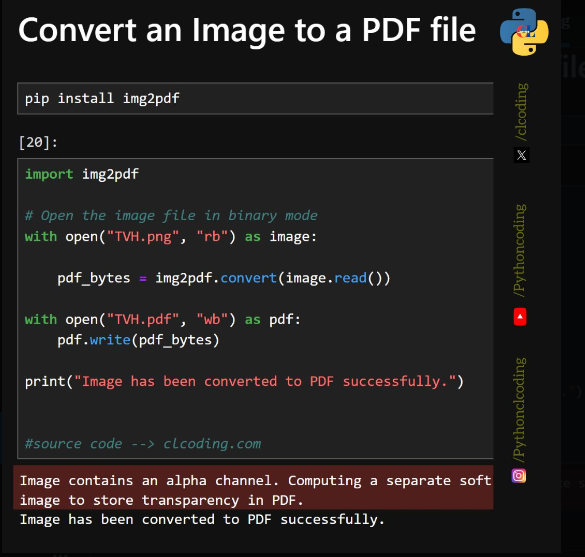 Convert an Image to a PDF file
pip install img2pdf
[20]:
import img2pdf
# Open the image file in binary mode
with open("TVH.png", "rb") as image:
pdf_bytes = img2pdf.convert(image.read())
with open("TVH.pdf", "wb") as pdf:
pdf.write(pdf_bytes)
print("Image has been converted to PDF successfully.")
#source code --> clcoding.com
Image contains an alpha channel. Computing a separate soft
image to store transparency in PDF.
Image has been converted to PDF successfully.
/clcoding
/Pythoncoding
/Pythonclcoding